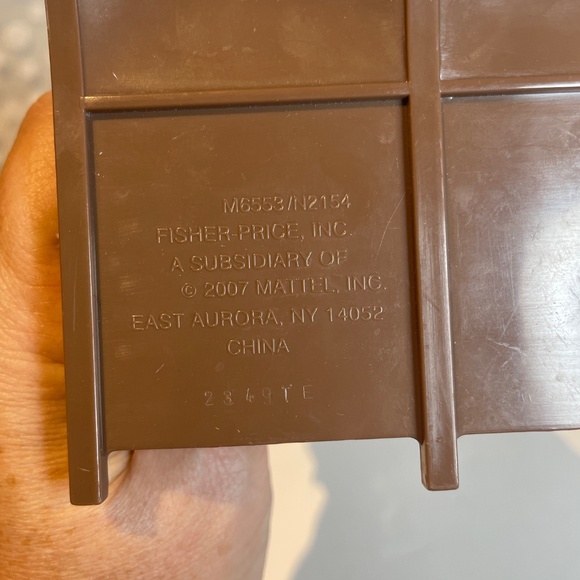 M6553/N2154
FISHER-PRICE, INC.
A SUBSIDIARY OF
© 2007 MATTEL, INC.
EAST AURORA, NY 14052
CHINA
2349TE